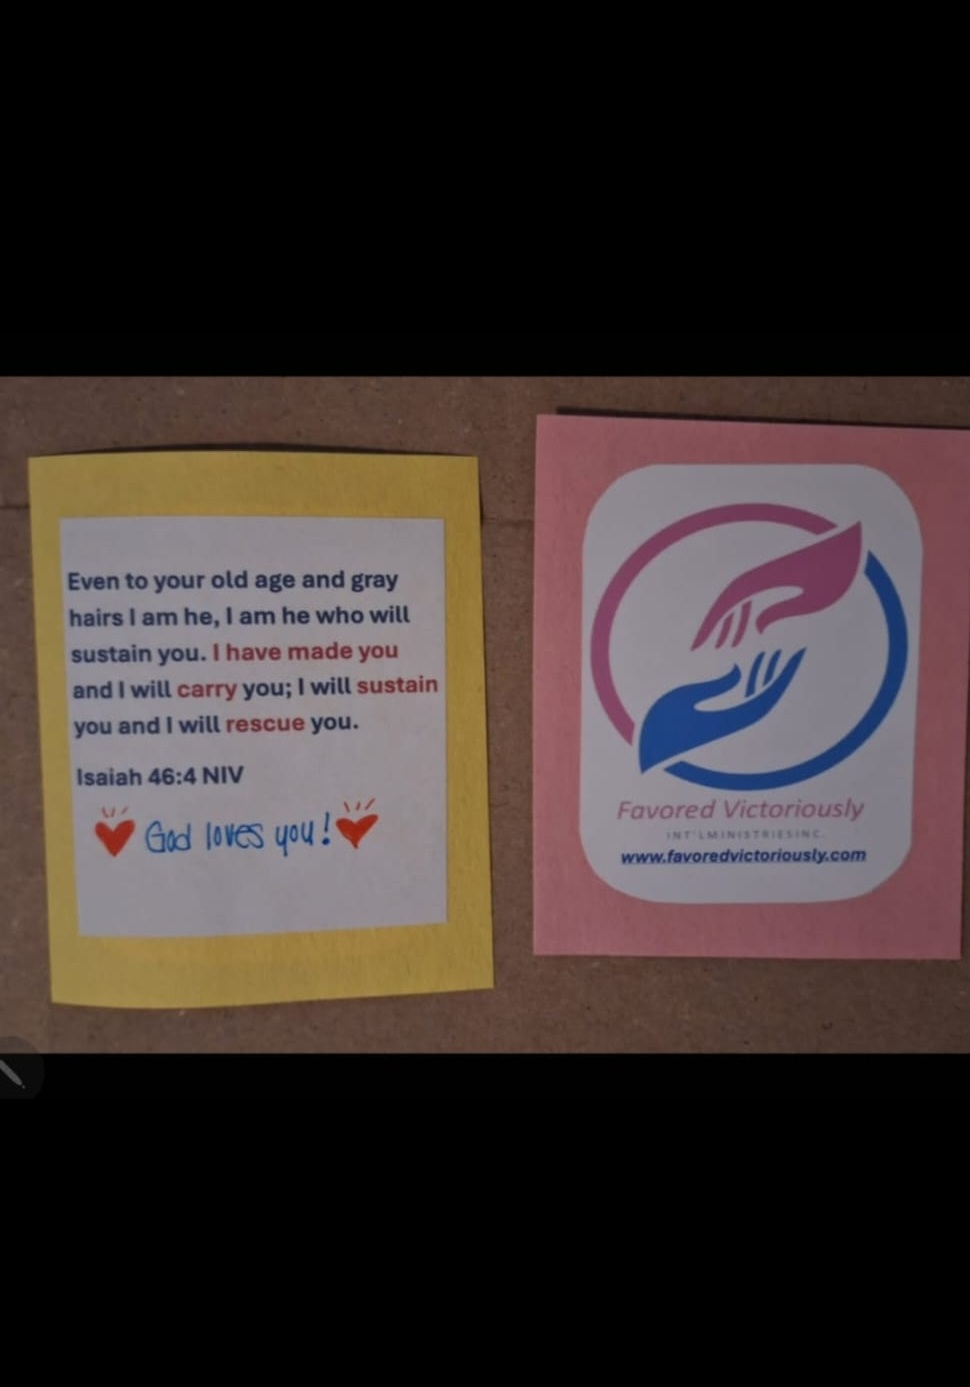 Even to your old age and gray
hairs I am he, I am he who will
sustain you. I have made you
and I will carry you; I will sustain
you and I will rescue you.
Isaiah 46:4 NIV
God loves you!
Favored Victoriously
INT'LMINISTRIESINC.
www.favoredvictoriously.com